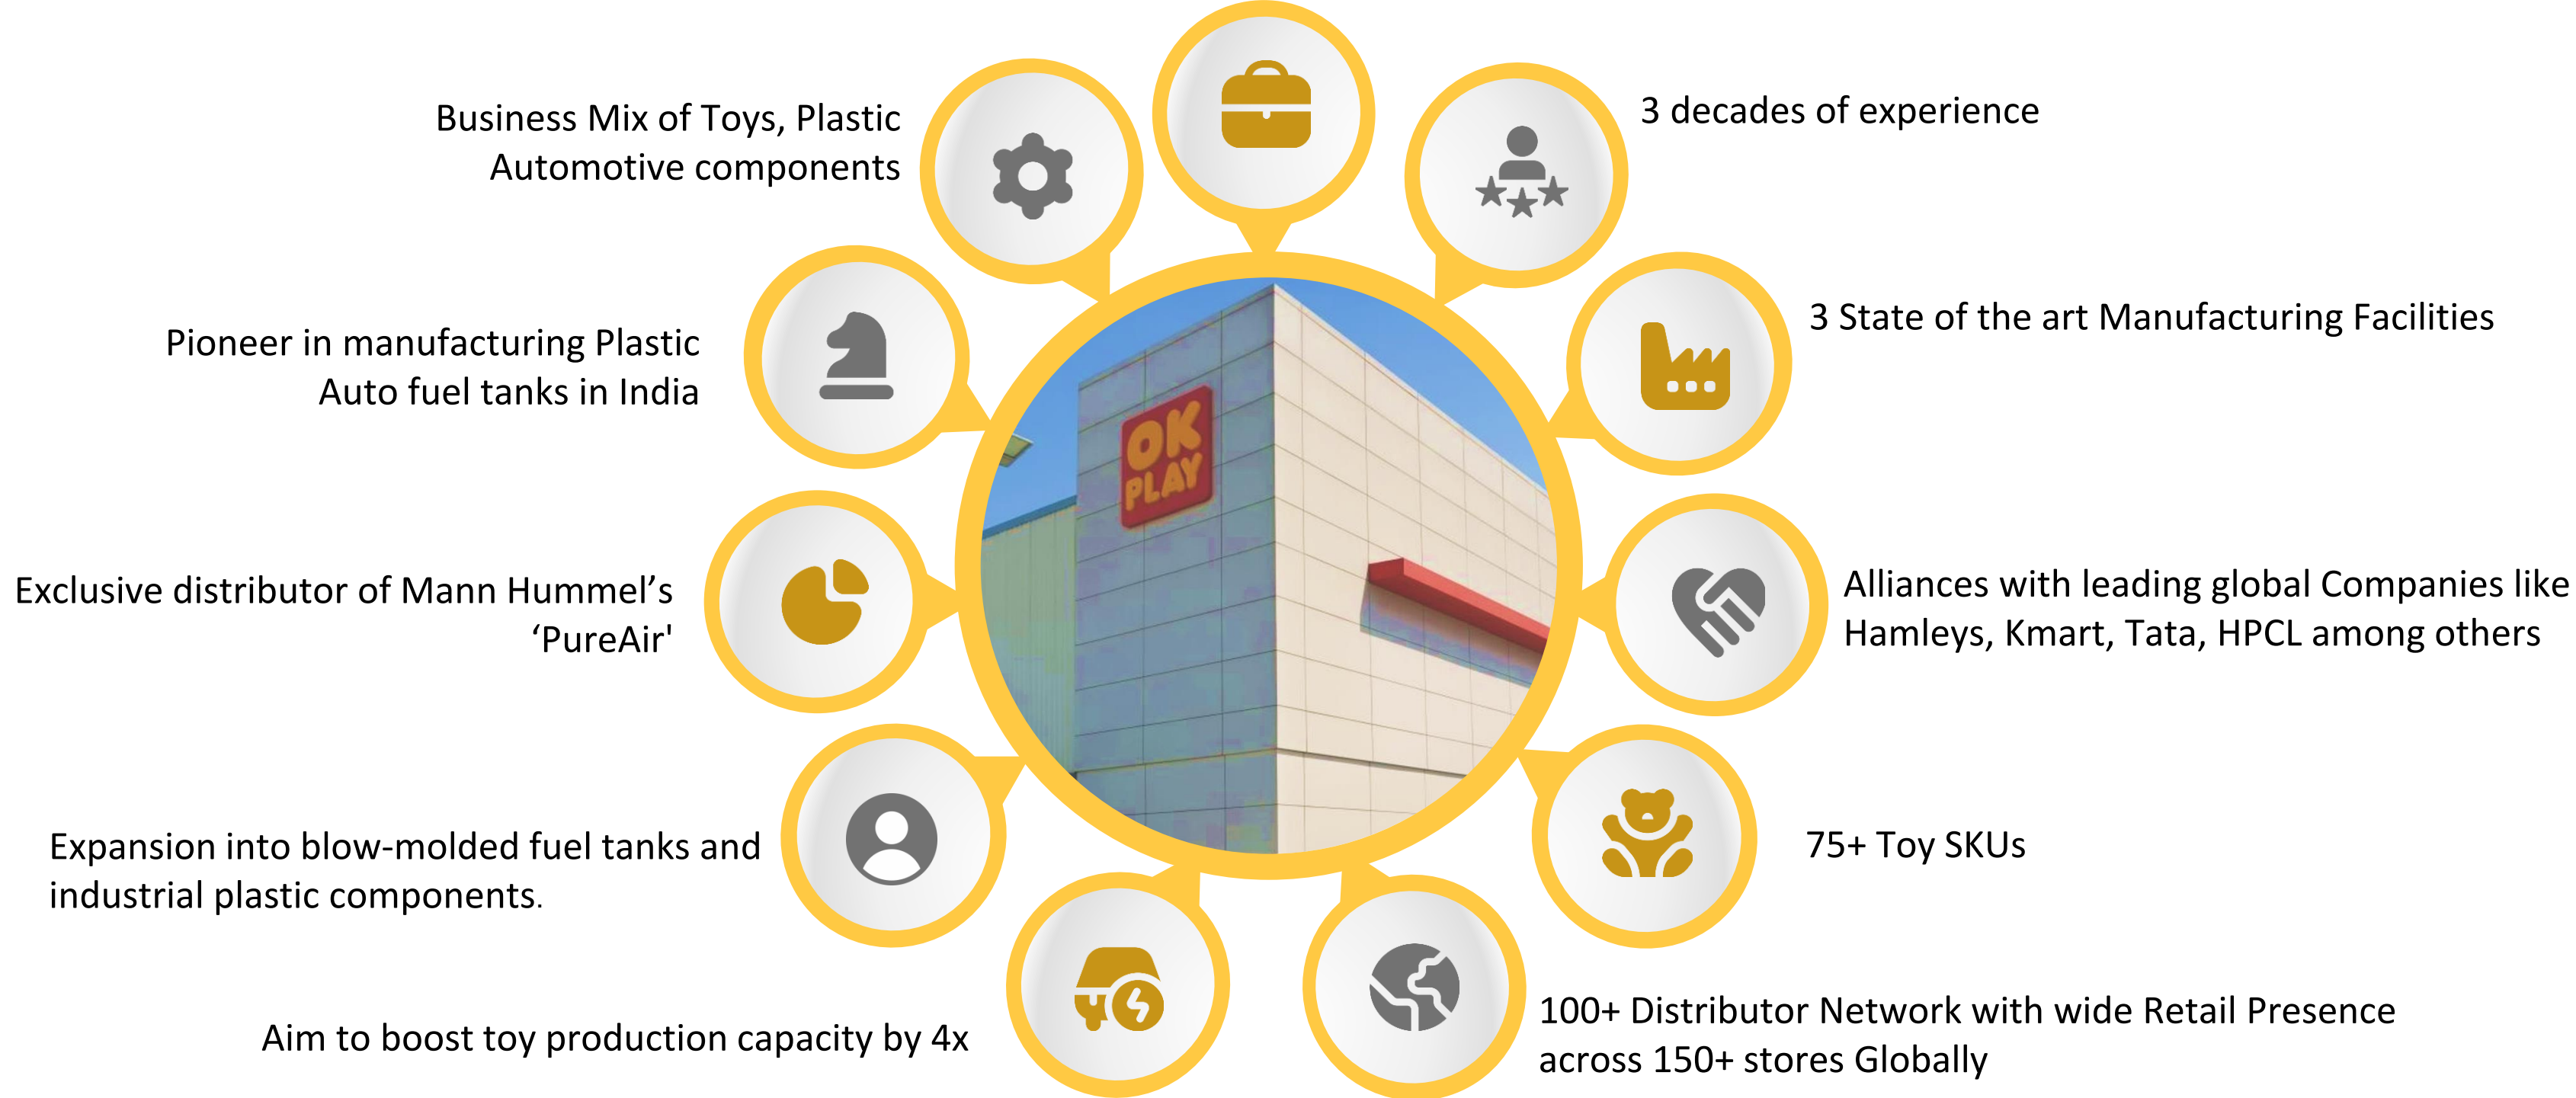 Business Mix of Toys, Plastic
Automotive components
Pioneer in manufacturing Plastic
Auto fuel tanks in India
Exclusive distributor of Mann Hummel’s
‘PureAir'
Expansion into blow-molded fuel tanks and
industrial plastic components.
Aim to boost toy production capacity by 4x
OK
PLAY
3 decades of experience
3 State of the art Manufacturing Facilities
Alliances with leading global Companies like
Hamleys, Kmart, Tata, HPCL among others
75+ Toy SKUs
100+ Distributor Network with wide Retail Presence
across 150+ stores Globally